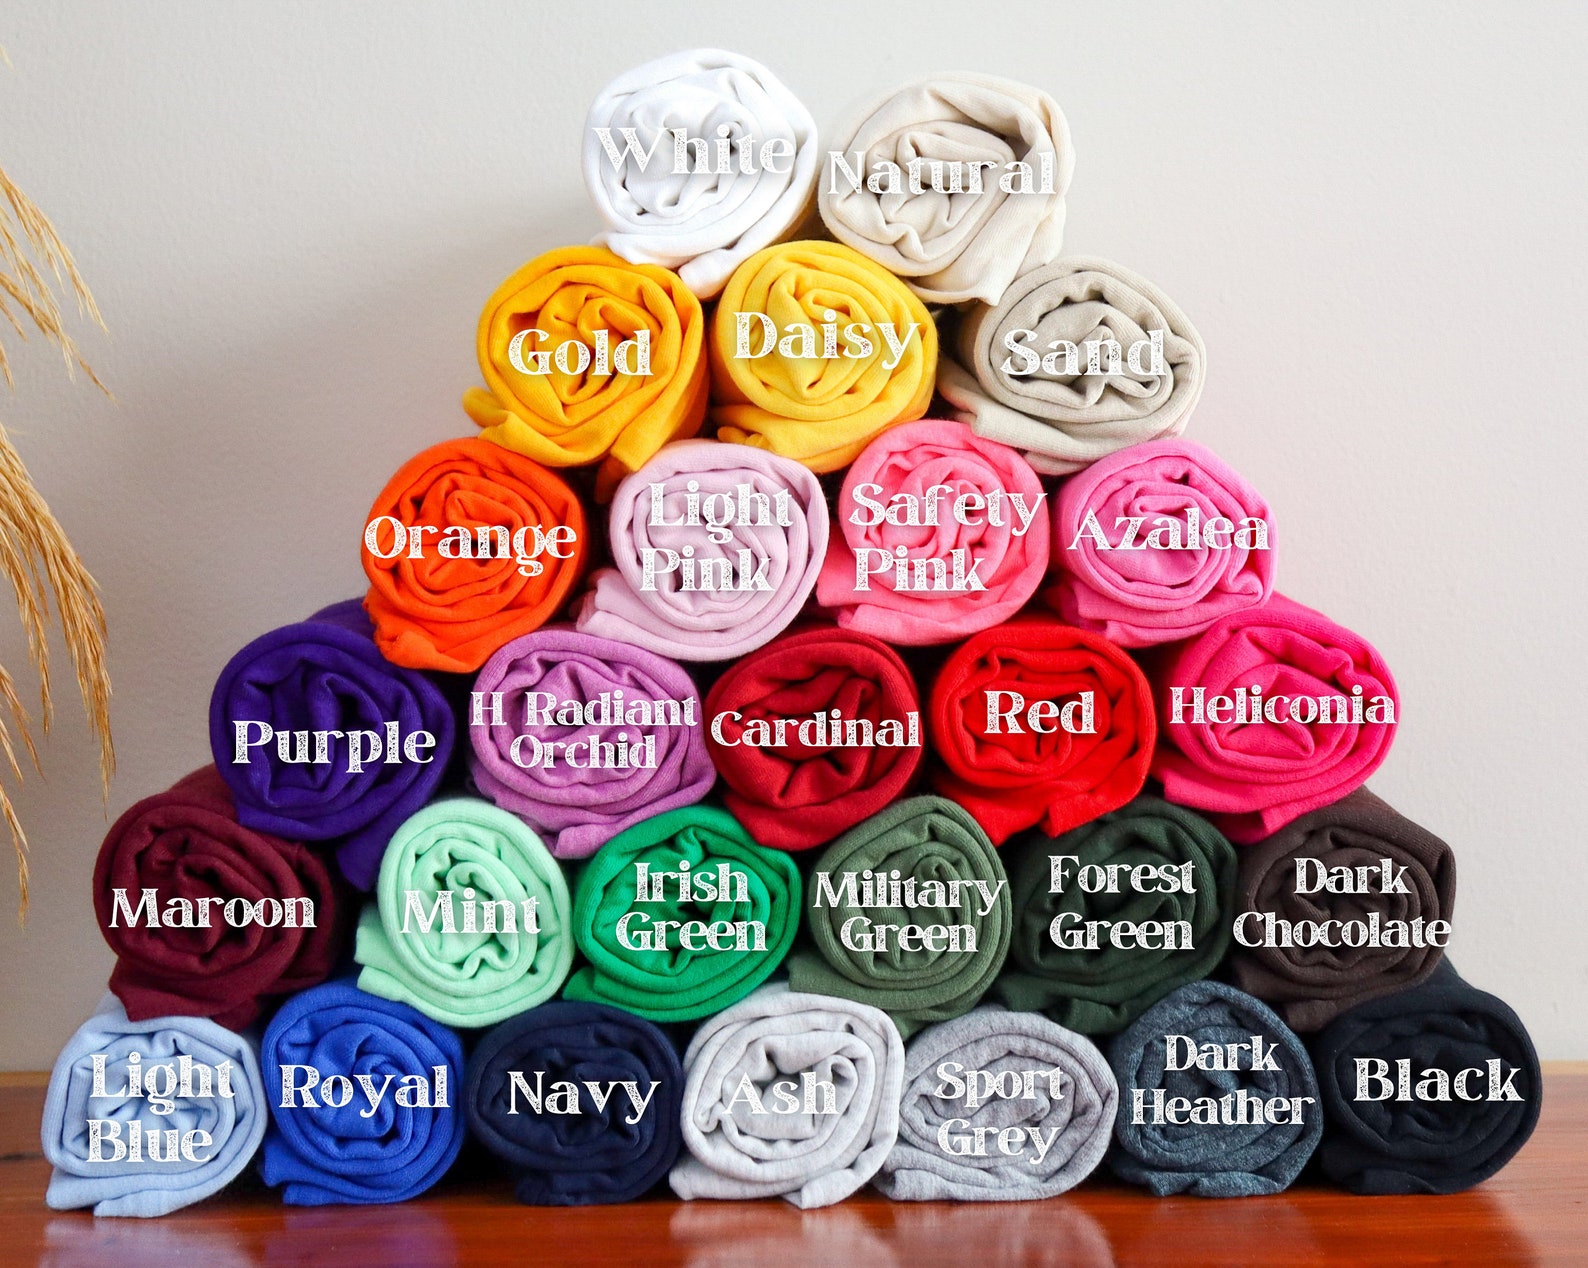 White
Natural
Gold
Daisy
Sand
Orange
Light
Pink
Safety
Pink
Azalea
Purple
H Radiant
Orchid
Cardinal
Red
Heliconia
Maroon
Mint
Irish
Green
Military
Green
Forest
Green
Dark
Chocolate
Light
Blue
Royal
Navy
Ash
Sport
Grey
Dark
Heather
Black